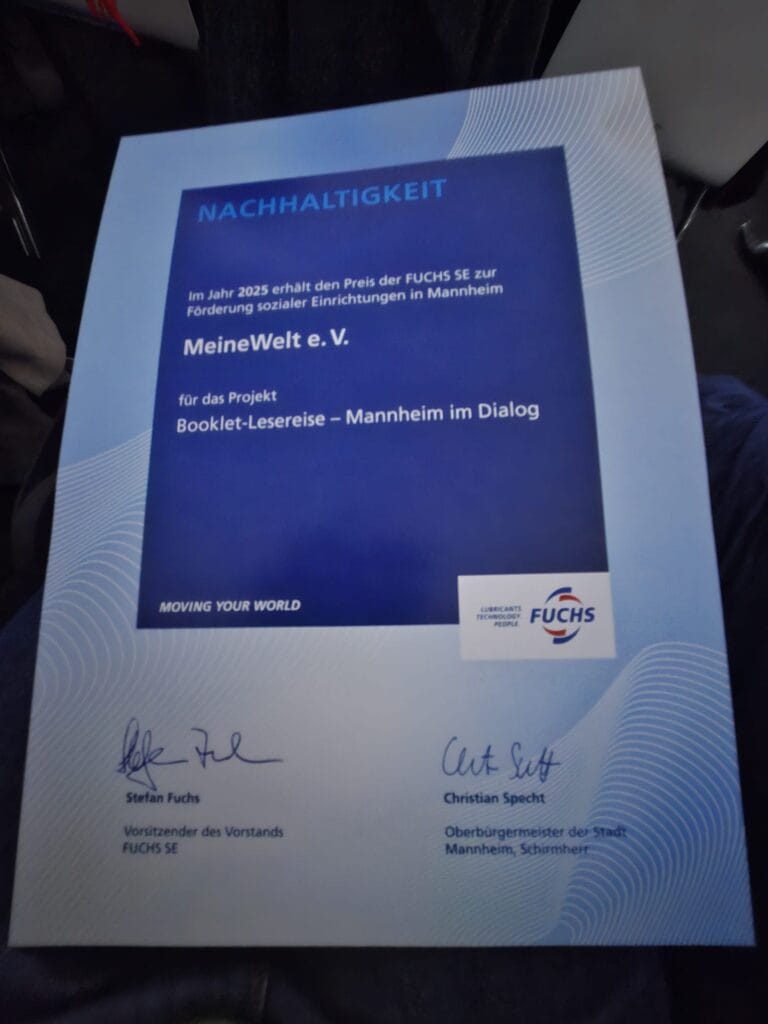 NACHHALTIGKEIT
Im Jahr 2025 erhält den Preis der FUCHS SE zur
Förderung sozialer Einrichtungen in Mannheim
MeineWelt e. V.
für das Projekt
Booklet-Lesereise – Mannheim im Dialog
MOVING YOUR WORLD
LUBRICANTS.
TECHNOLOGY.
PEOPLE.
FUCHS
Stefan Fuchs
Vorsitzender des Vorstands
FUCHS SE
Christian Specht
Oberbürgermeister der Stadt
Mannheim, Schirmherr